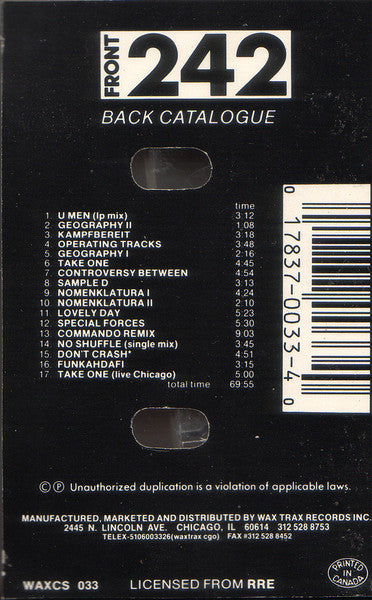 FRONT 242
BACK CATALOGUE
time
1. U MEN (lp mix) 3.12
2. GEOGRAPHY II 1.08
3. KAMPFBEREIT 3.38
4. OPERATING TRACKS 3.48
5. GEOGRAPHY I 2.16
6. TAKE ONE 4:45
7. CONTROVERSY BETWEEN 4:54
8. SAMPLE D 3.13
9. NOMENKLATURA I 4:24
10. NOMENKLATURA II 2.10
11. LOVELY DAY 5.23
12. SPECIAL FORCES 5.30
13. COMMANDO REMIX 9.03
14. NO SHUFFLE (single mix) 3.45
15. DON'T CRASH* 4.51
16. FUNKAHDAFI 3.15
17. TAKE ONE (live Chicago) 5.00
total time 69:55
0 17837-0033-4 0
© ℗ Unauthorized duplication is a violation of applicable laws.
MANUFACTURED, MARKETED AND DISTRIBUTED BY WAX TRAX RECORDS INC.
2445 N. LINCOLN AVE. CHICAGO, IL 60614 312 528 8753
TELEX-5106003326(waxtrax cgo) FAX #312 528 8452
PRINTED IN CANADA
WAXCS 033 LICENSED FROM RRE